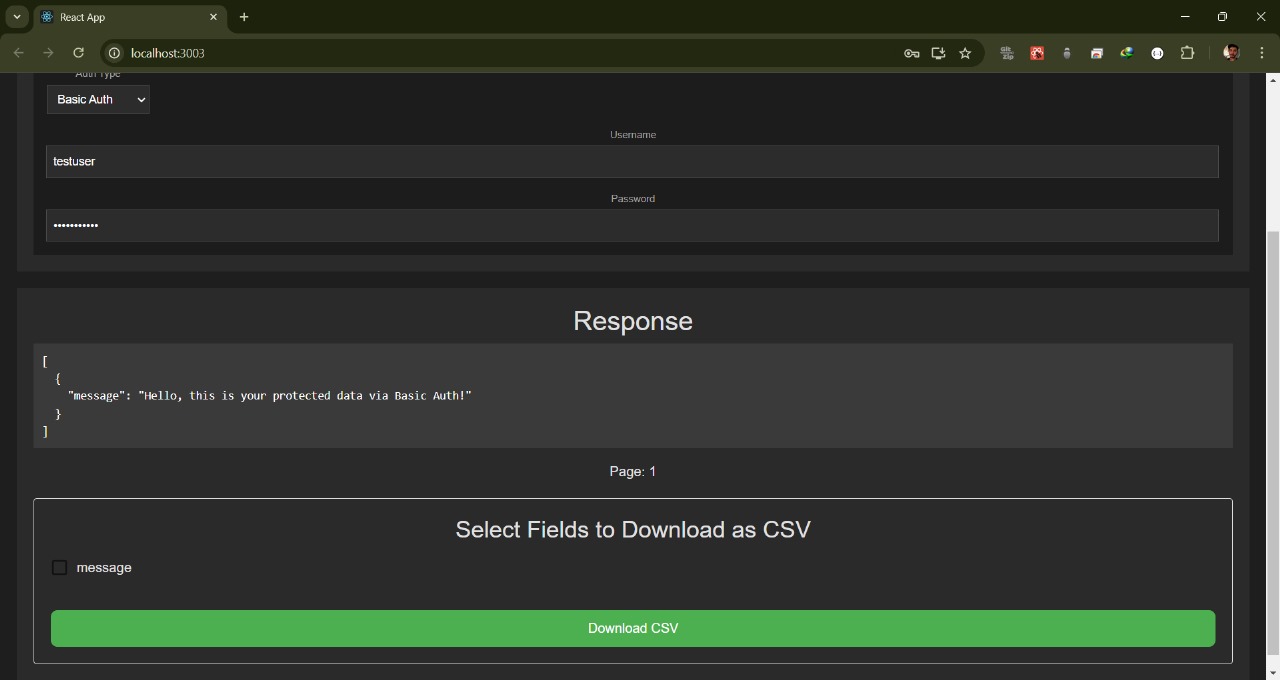 React App
localhost:3003
Auth Type
Basic Auth
Username
testuser
Password
•••••••••••
Response
[
{
"message": "Hello, this is your protected data via Basic Auth!"
}
]
Page: 1
Select Fields to Download as CSV
message
Download CSV